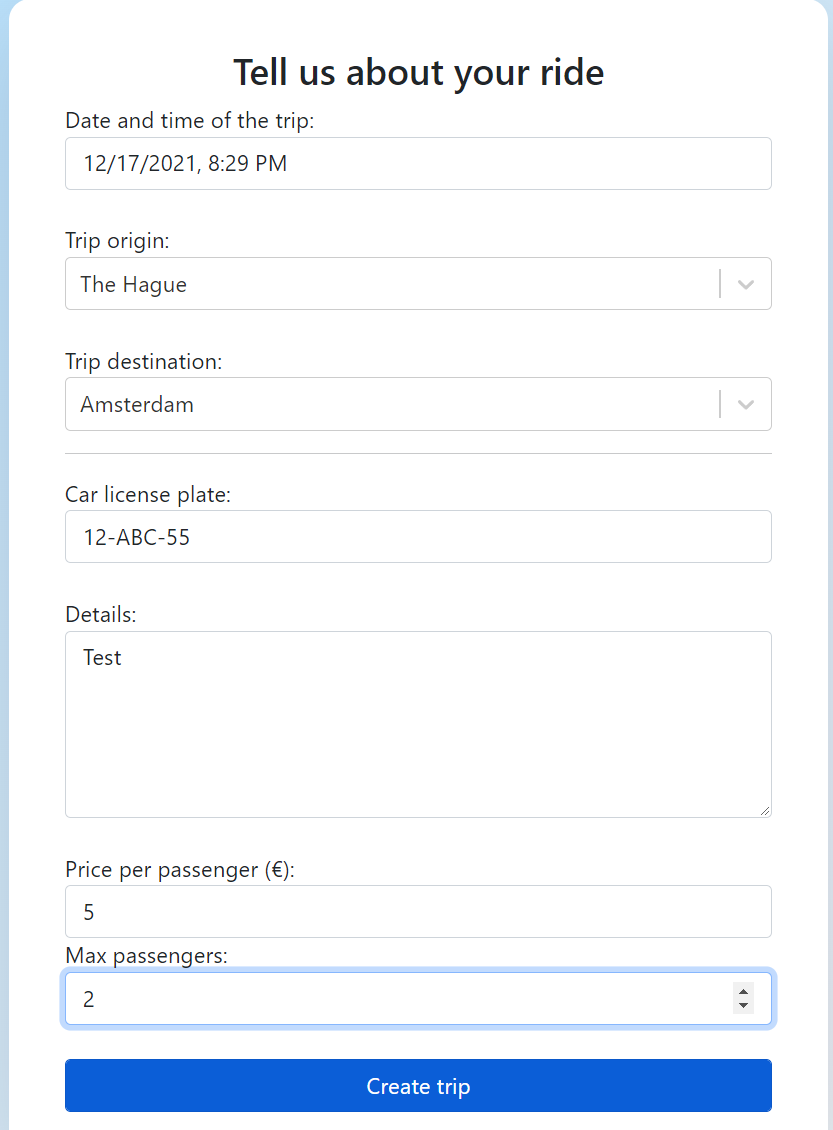 Tell us about your ride
Date and time of the trip:
12/17/2021, 8:29 PM
Trip origin:
The Hague
Trip destination:
Amsterdam
Car license plate:
12-ABC-55
Details:
Test
Price per passenger (€):
5
Max passengers:
2
Create trip